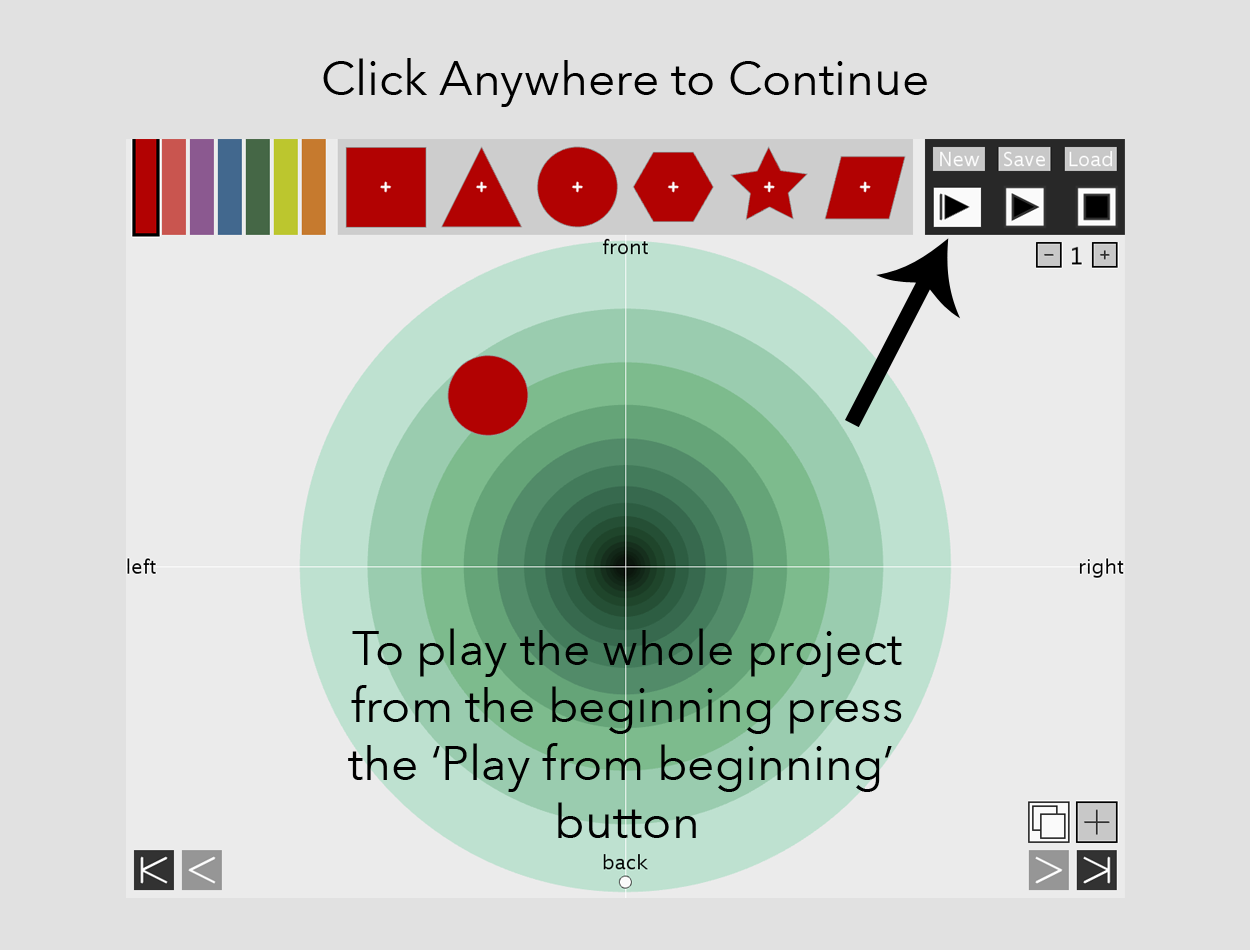 Click Anywhere to Continue
New Save Load
front
1
left
right
To play the whole project
from the beginning press
the ‘Play from beginning’
button
back